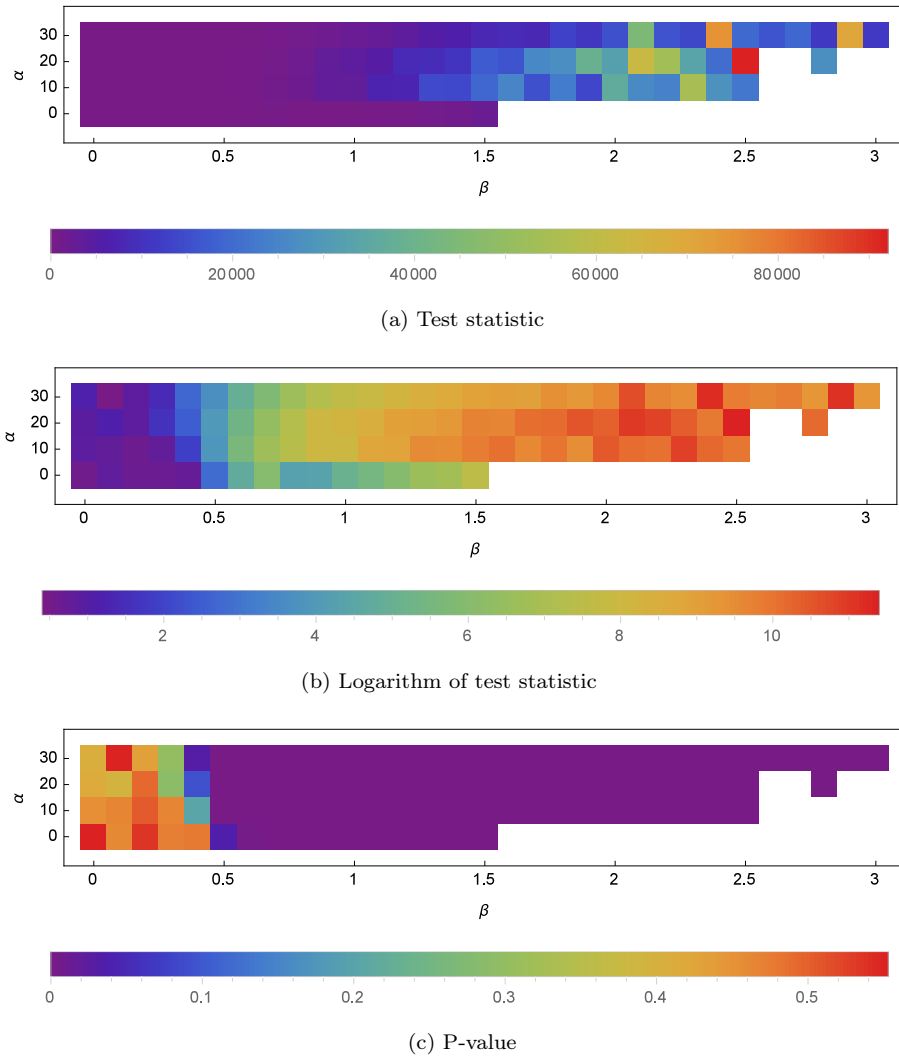 30
20
10
0
α
0 0.5 1 1.5 2 2.5 3
β
0 20000 40000 60000 80000
(a) Test statistic
30
20
10
0
α
0 0.5 1 1.5 2 2.5 3
β
2 4 6 8 10
(b) Logarithm of test statistic
30
20
10
0
α
0 0.5 1 1.5 2 2.5 3
β
0 0.1 0.2 0.3 0.4 0.5
(c) P-value